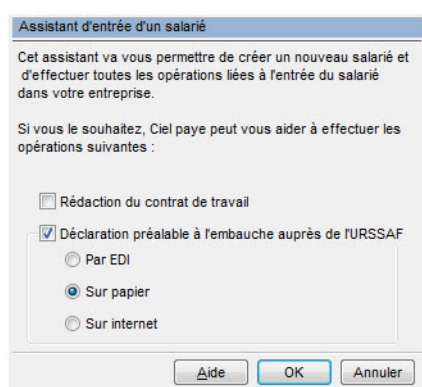 Assistant d'entrée d'un salarié
Cet assistant va vous permettre de créer un nouveau salarié et
d'effectuer toutes les opérations liées à l'entrée du salarié
dans votre entreprise.
Si vous le souhaitez, Ciel paye peut vous aider à effectuer les
opérations suivantes :
Rédaction du contrat de travail
Déclaration préalable à l'embauche auprès de l'URSSAF
Par EDI
Sur papier
Sur internet
Aide OK Annuler